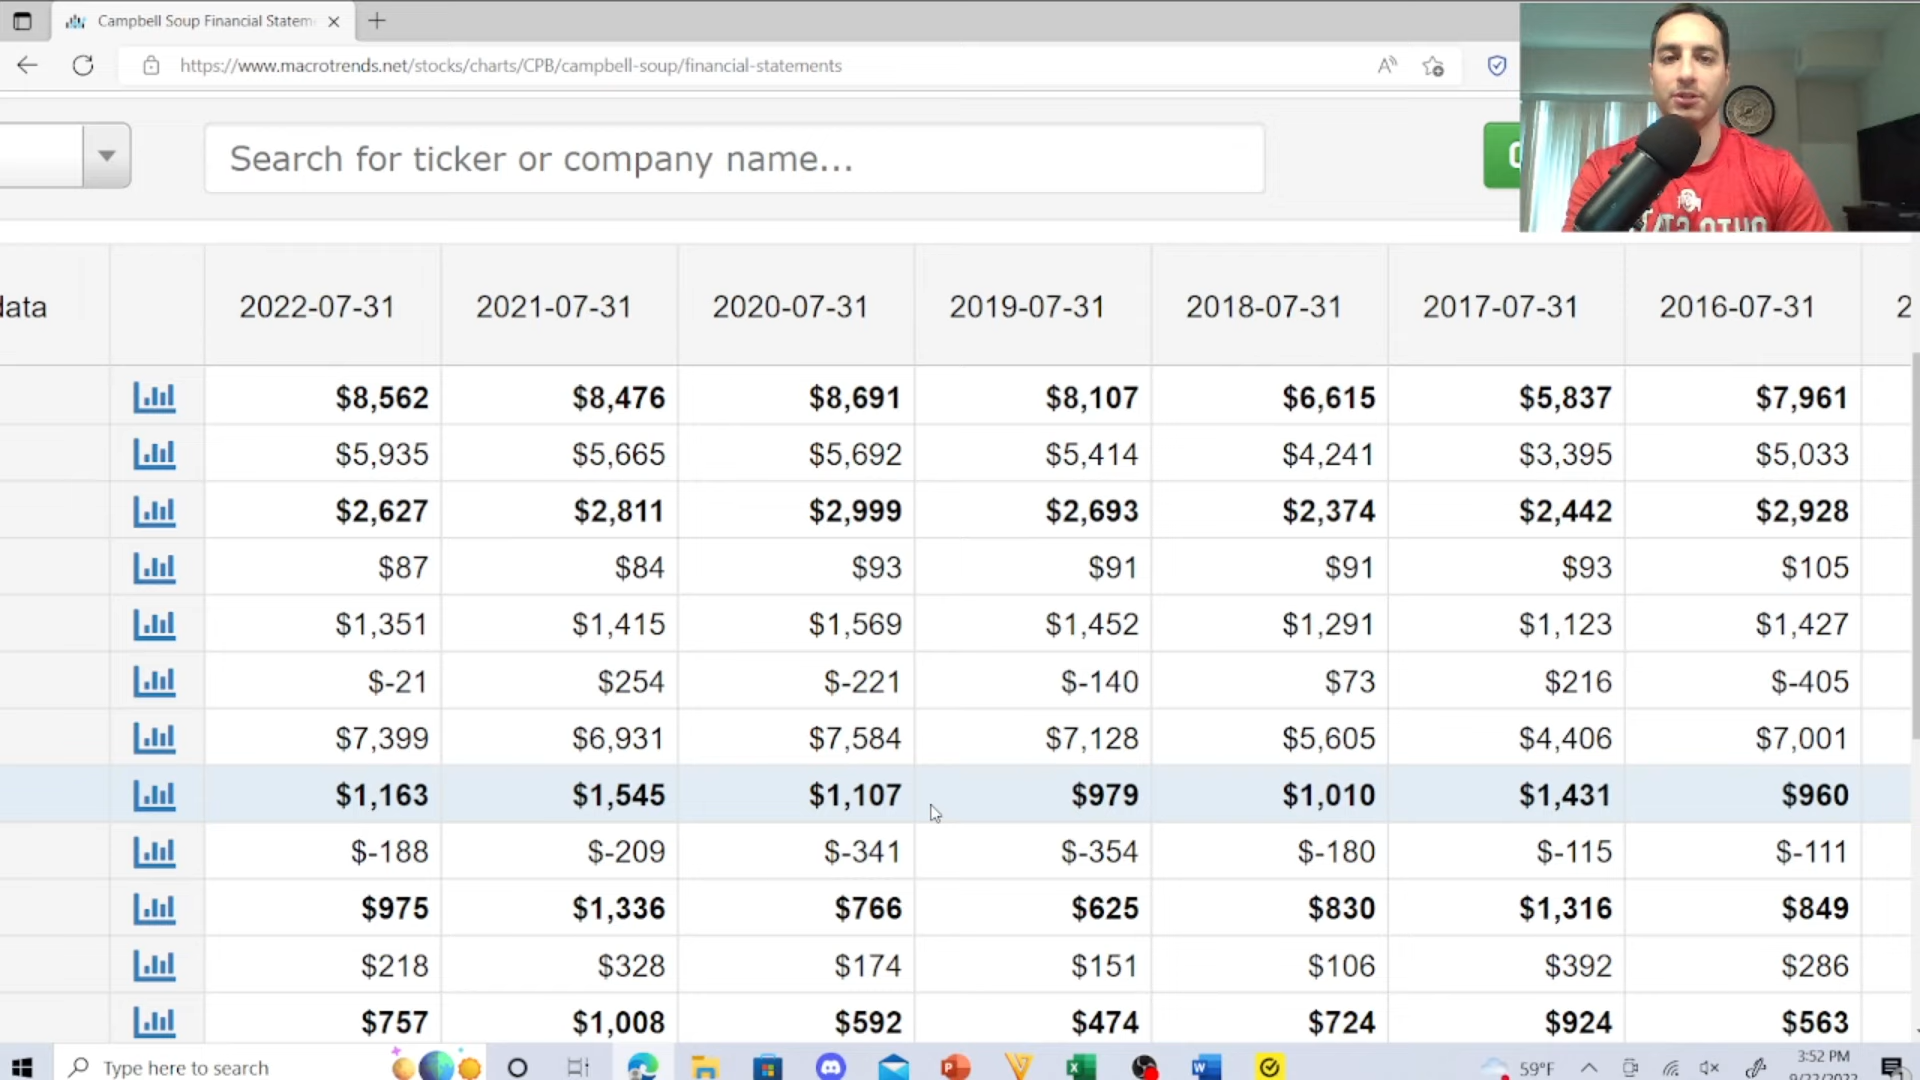 Campbell Soup Financial Statem
https://www.macrotrends.net/stocks/charts/CPB/campbell-soup/financial-statements
Search for ticker or company name...
data 2022-07-31 2021-07-31 2020-07-31 2019-07-31 2018-07-31 2017-07-31 2016-07-31 2
$8,562 $8,476 $8,691 $8,107 $6,615 $5,837 $7,961
$5,935 $5,665 $5,692 $5,414 $4,241 $3,395 $5,033
$2,627 $2,811 $2,999 $2,693 $2,374 $2,442 $2,928
$87 $84 $93 $91 $91 $93 $105
$1,351 $1,415 $1,569 $1,452 $1,291 $1,123 $1,427
$-21 $254 $-221 $-140 $73 $216 $-405
$7,399 $6,931 $7,584 $7,128 $5,605 $4,406 $7,001
$1,163 $1,545 $1,107 $979 $1,010 $1,431 $960
$-188 $-209 $-341 $-354 $-180 $-115 $-111
$975 $1,336 $766 $625 $830 $1,316 $849
$218 $328 $174 $151 $106 $392 $286
$757 $1,008 $592 $474 $724 $924 $563
Type here to search
59°F
3:52 PM